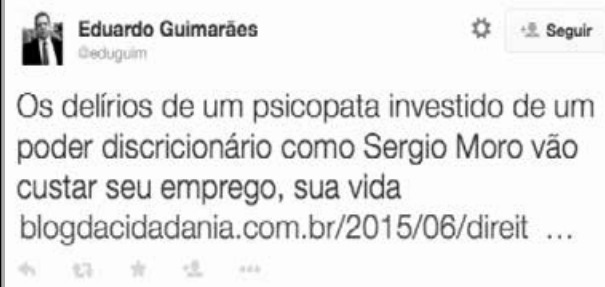 Eduardo Guimarães
@eduguim
Seguir
Os delírios de um psicopata investido de um
poder discricionário como Sergio Moro vão
custar seu emprego, sua vida
blogdacidadania.com.br/2015/06/direit ...